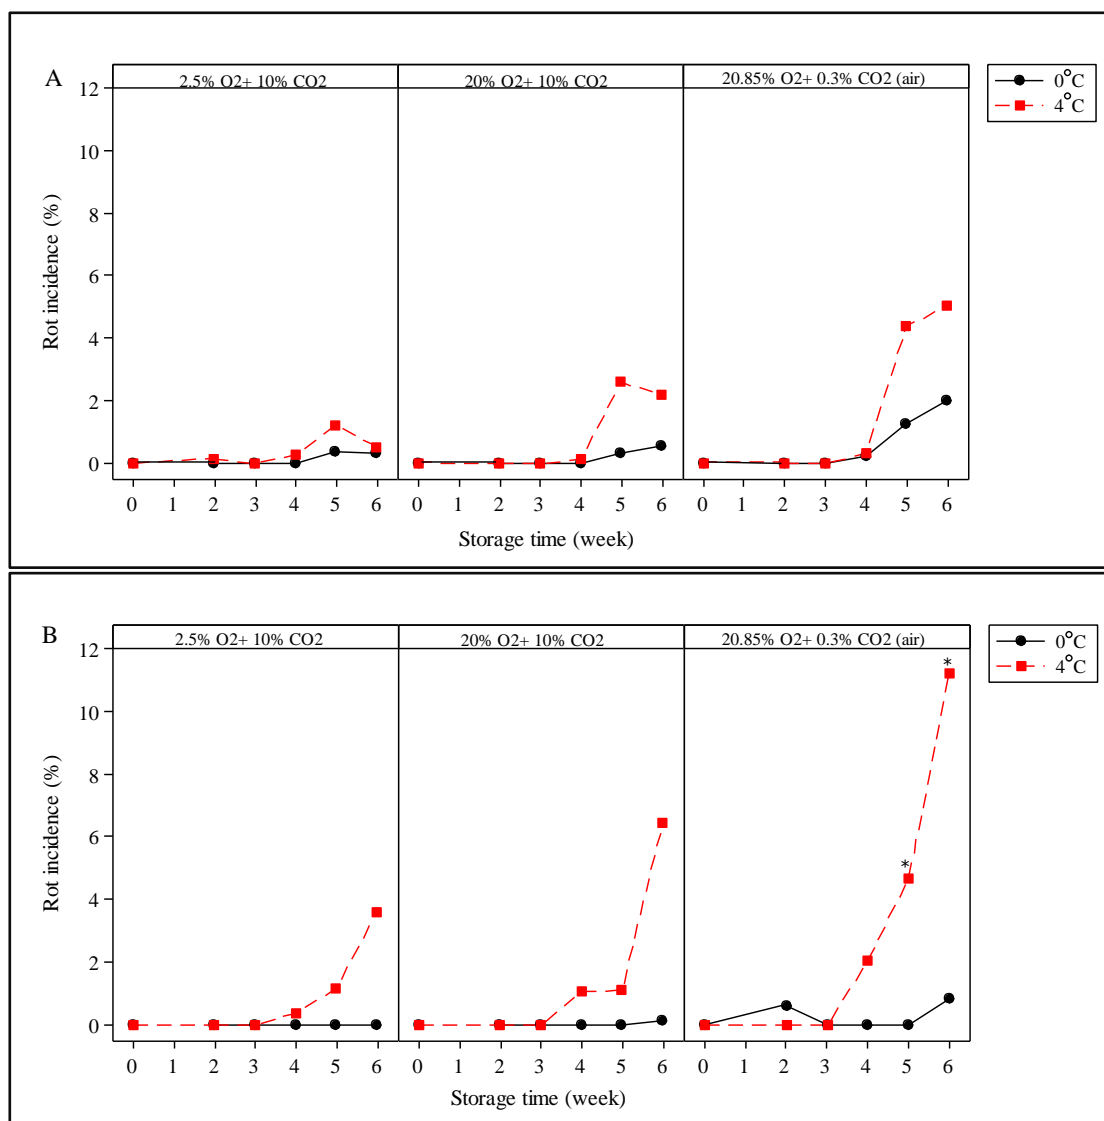 A
2.5% O2+ 10% CO2 20% O2+ 10% CO2 20.85% O2+ 0.3% CO2 (air)
0°C
4°C
12
10
8
6
4
2
0
Rot incidence (%)
0 1 2 3 4 5 6 0 1 2 3 4 5 6 0 1 2 3 4 5 6
Storage time (week)
B
2.5% O2+ 10% CO2 20% O2+ 10% CO2 20.85% O2+ 0.3% CO2 (air)
0°C
4°C
12
10
8
6
4
2
0
Rot incidence (%)
*
*
0 1 2 3 4 5 6 0 1 2 3 4 5 6 0 1 2 3 4 5 6
Storage time (week)